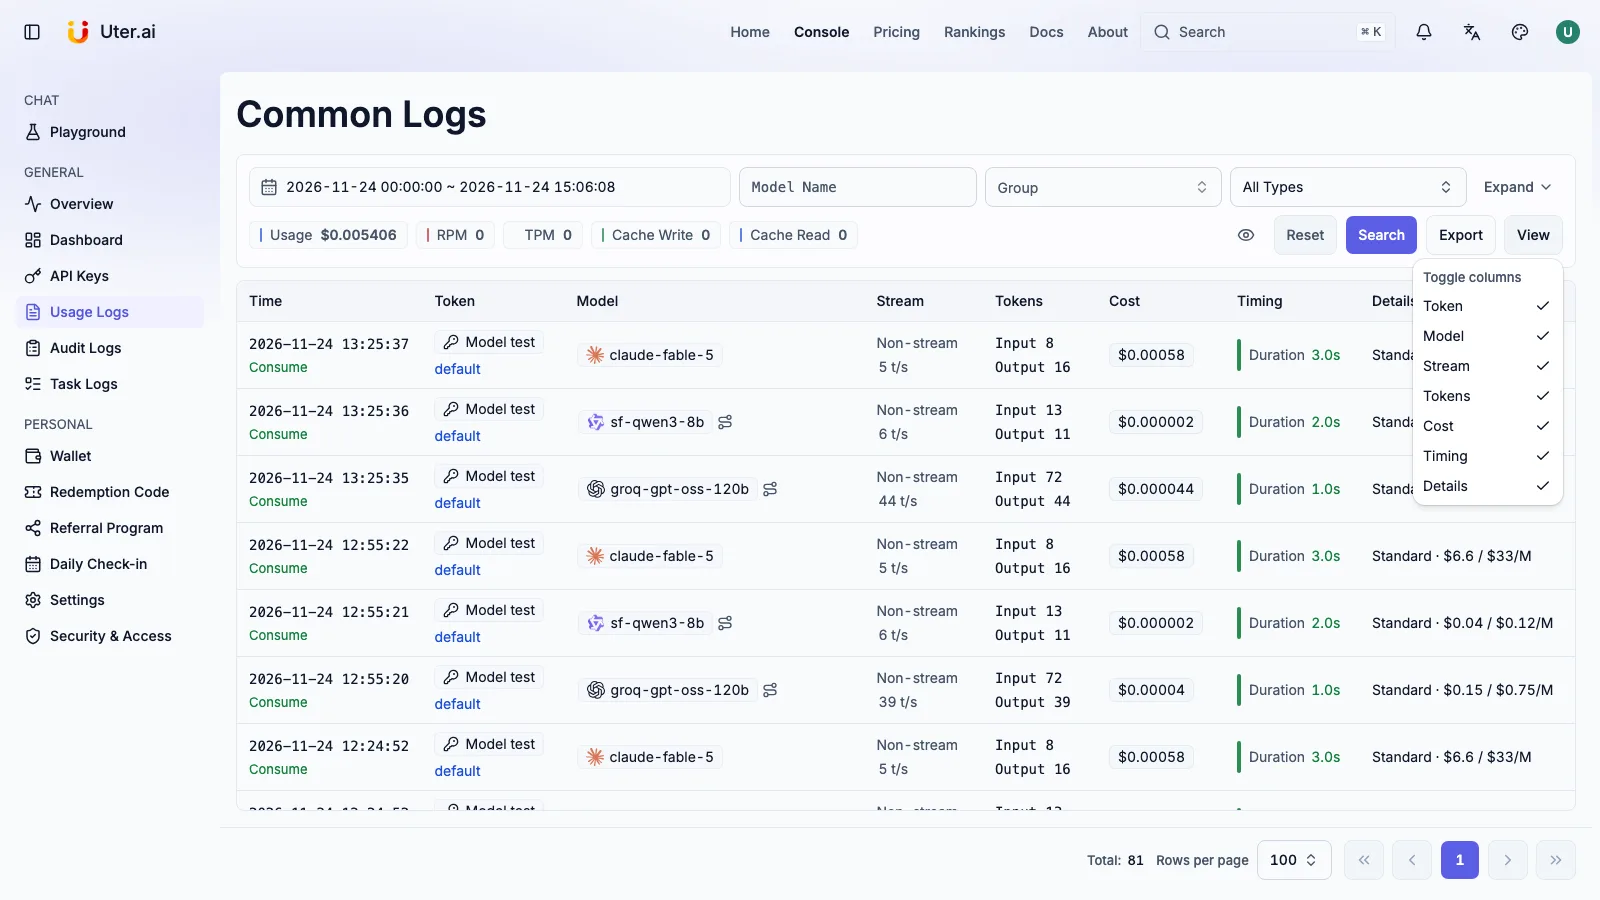 Uter.ai
Home Console Pricing Rankings Docs About Search ⌘ K U
CHAT
Playground
GENERAL
Overview
Dashboard
API Keys
Usage Logs
Audit Logs
Task Logs
PERSONAL
Wallet
Redemption Code
Referral Program
Daily Check-in
Settings
Security & Access
Common Logs
2026-11-24 00:00:00 ~ 2026-11-24 15:06:08 Model Name Group All Types Expand
Usage $0.005406 RPM 0 TPM 0 Cache Write 0 Cache Read 0 Reset Search Export View
Toggle columns
Token
Model
Stream
Tokens
Cost
Timing
Details
Time Token Model Stream Tokens Cost Timing Details
2026-11-24 13:25:37 Model test claude-fable-5 Non-stream Input 8 $0.00058 Duration 3.0s Standa
Consume default 5 t/s Output 16
2026-11-24 13:25:36 Model test sf-qwen3-8b Non-stream Input 13 $0.000002 Duration 2.0s Standa
Consume default 6 t/s Output 11
2026-11-24 13:25:35 Model test groq-gpt-oss-120b Non-stream Input 72 $0.000044 Duration 1.0s Standa
Consume default 44 t/s Output 44
2026-11-24 12:55:22 Model test claude-fable-5 Non-stream Input 8 $0.00058 Duration 3.0s Standard · $6.6 / $33/M
Consume default 5 t/s Output 16
2026-11-24 12:55:21 Model test sf-qwen3-8b Non-stream Input 13 $0.000002 Duration 2.0s Standard · $0.04 / $0.12/M
Consume default 6 t/s Output 11
2026-11-24 12:55:20 Model test groq-gpt-oss-120b Non-stream Input 72 $0.00004 Duration 1.0s Standard · $0.15 / $0.75/M
Consume default 39 t/s Output 39
2026-11-24 12:24:52 Model test claude-fable-5 Non-stream Input 8 $0.00058 Duration 3.0s Standard · $6.6 / $33/M
Consume default 5 t/s Output 16
Total: 81 Rows per page 100 1